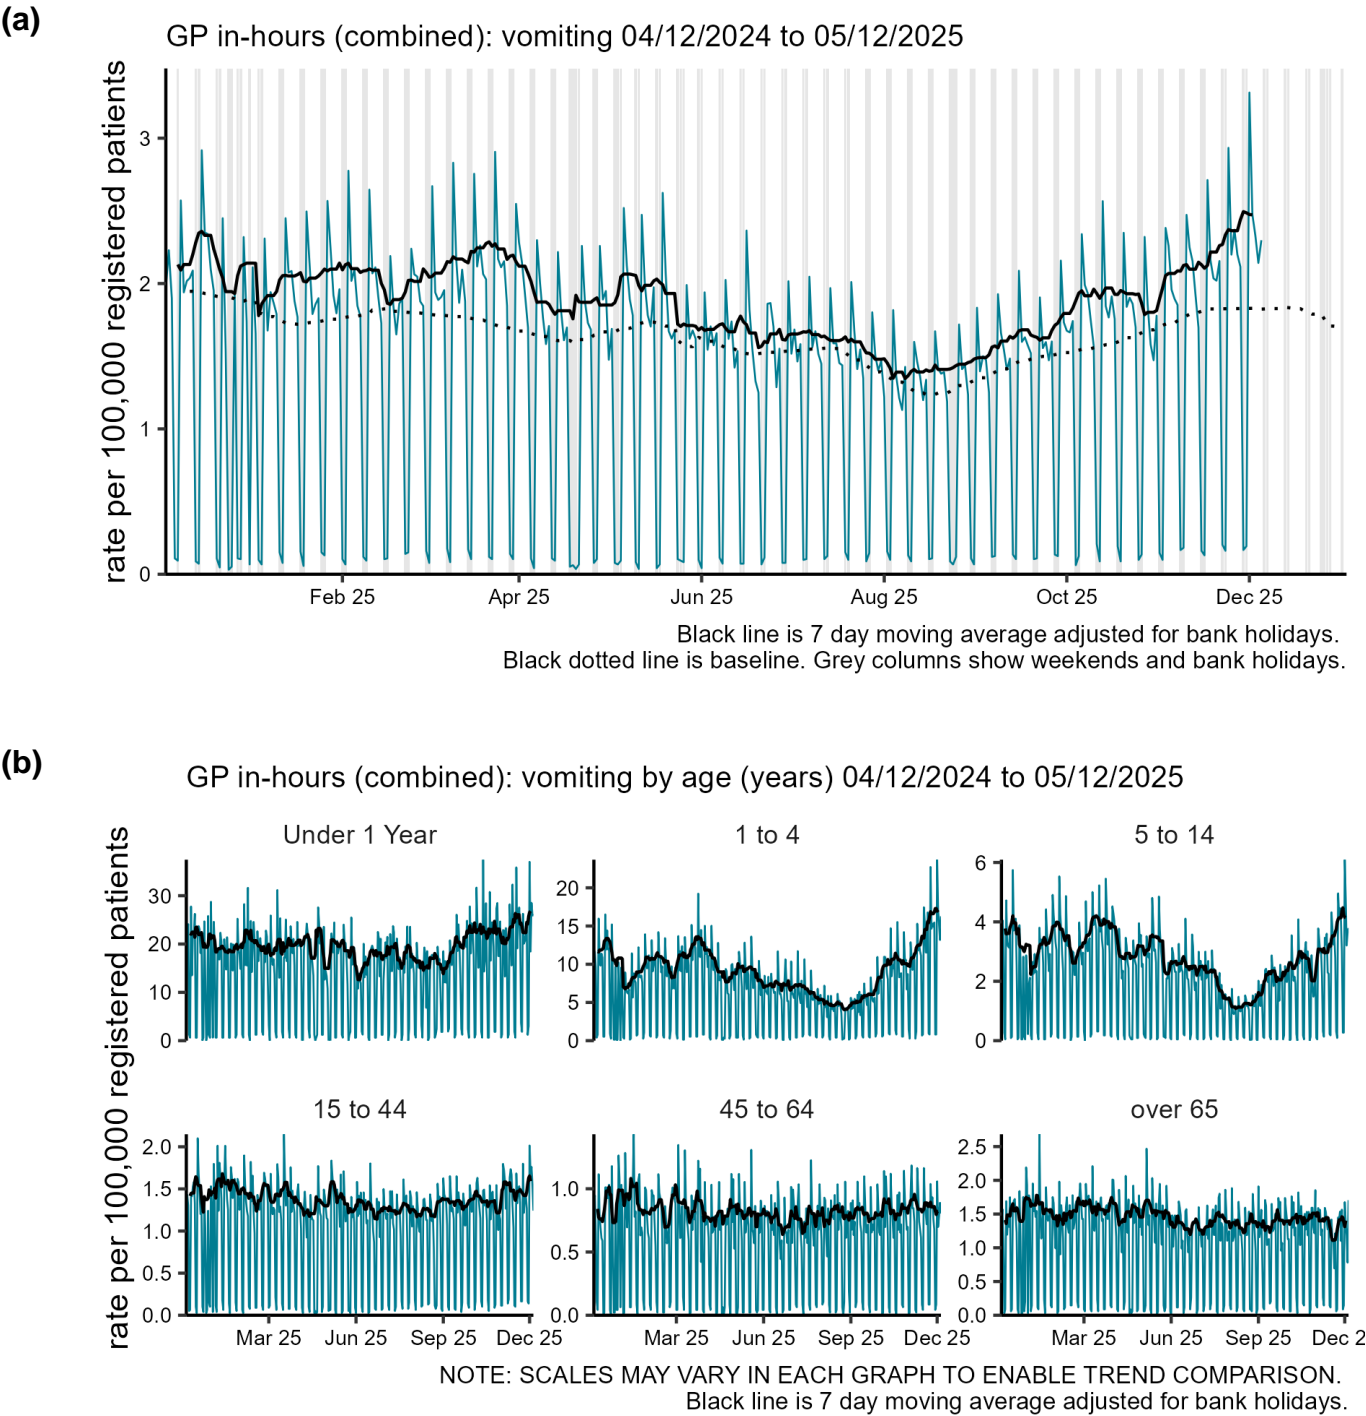 (a)
GP in-hours (combined): vomiting 04/12/2024 to 05/12/2025
rate per 100,000 registered patients
3
2
1
0
Feb 25 Apr 25 Jun 25 Aug 25 Oct 25 Dec 25
Black line is 7 day moving average adjusted for bank holidays.
Black dotted line is baseline. Grey columns show weekends and bank holidays.
(b)
GP in-hours (combined): vomiting by age (years) 04/12/2024 to 05/12/2025
rate per 100,000 registered patients
Under 1 Year
30
20
10
0
1 to 4
20
15
10
5
0
5 to 14
6
4
2
0
15 to 44
2.0
1.5
1.0
0.5
0.0
Mar 25 Jun 25 Sep 25 Dec 25
45 to 64
1.0
0.5
0.0
Mar 25 Jun 25 Sep 25 Dec 25
over 65
2.5
2.0
1.5
1.0
0.5
0.0
Mar 25 Jun 25 Sep 25 Dec 2
NOTE: SCALES MAY VARY IN EACH GRAPH TO ENABLE TREND COMPARISON.
Black line is 7 day moving average adjusted for bank holidays.